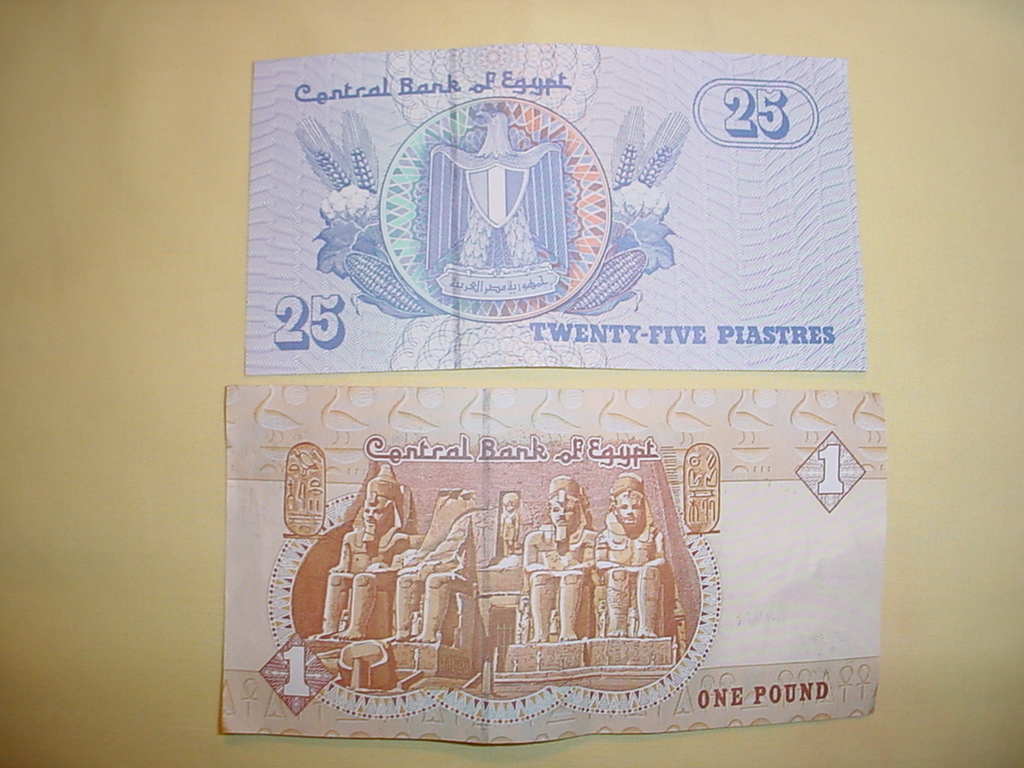 Central Bank of Egypt
25
جمهورية مصر العربية
25
TWENTY-FIVE PIASTRES
Central Bank of Egypt
1
1
ONE POUND